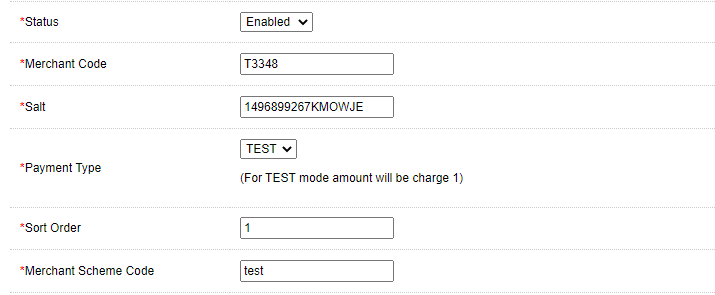 *Status Enabled
*Merchant Code T3348
*Salt 1496899267KMOWJE
*Payment Type TEST
(For TEST mode amount will be charge 1)
*Sort Order 1
*Merchant Scheme Code test